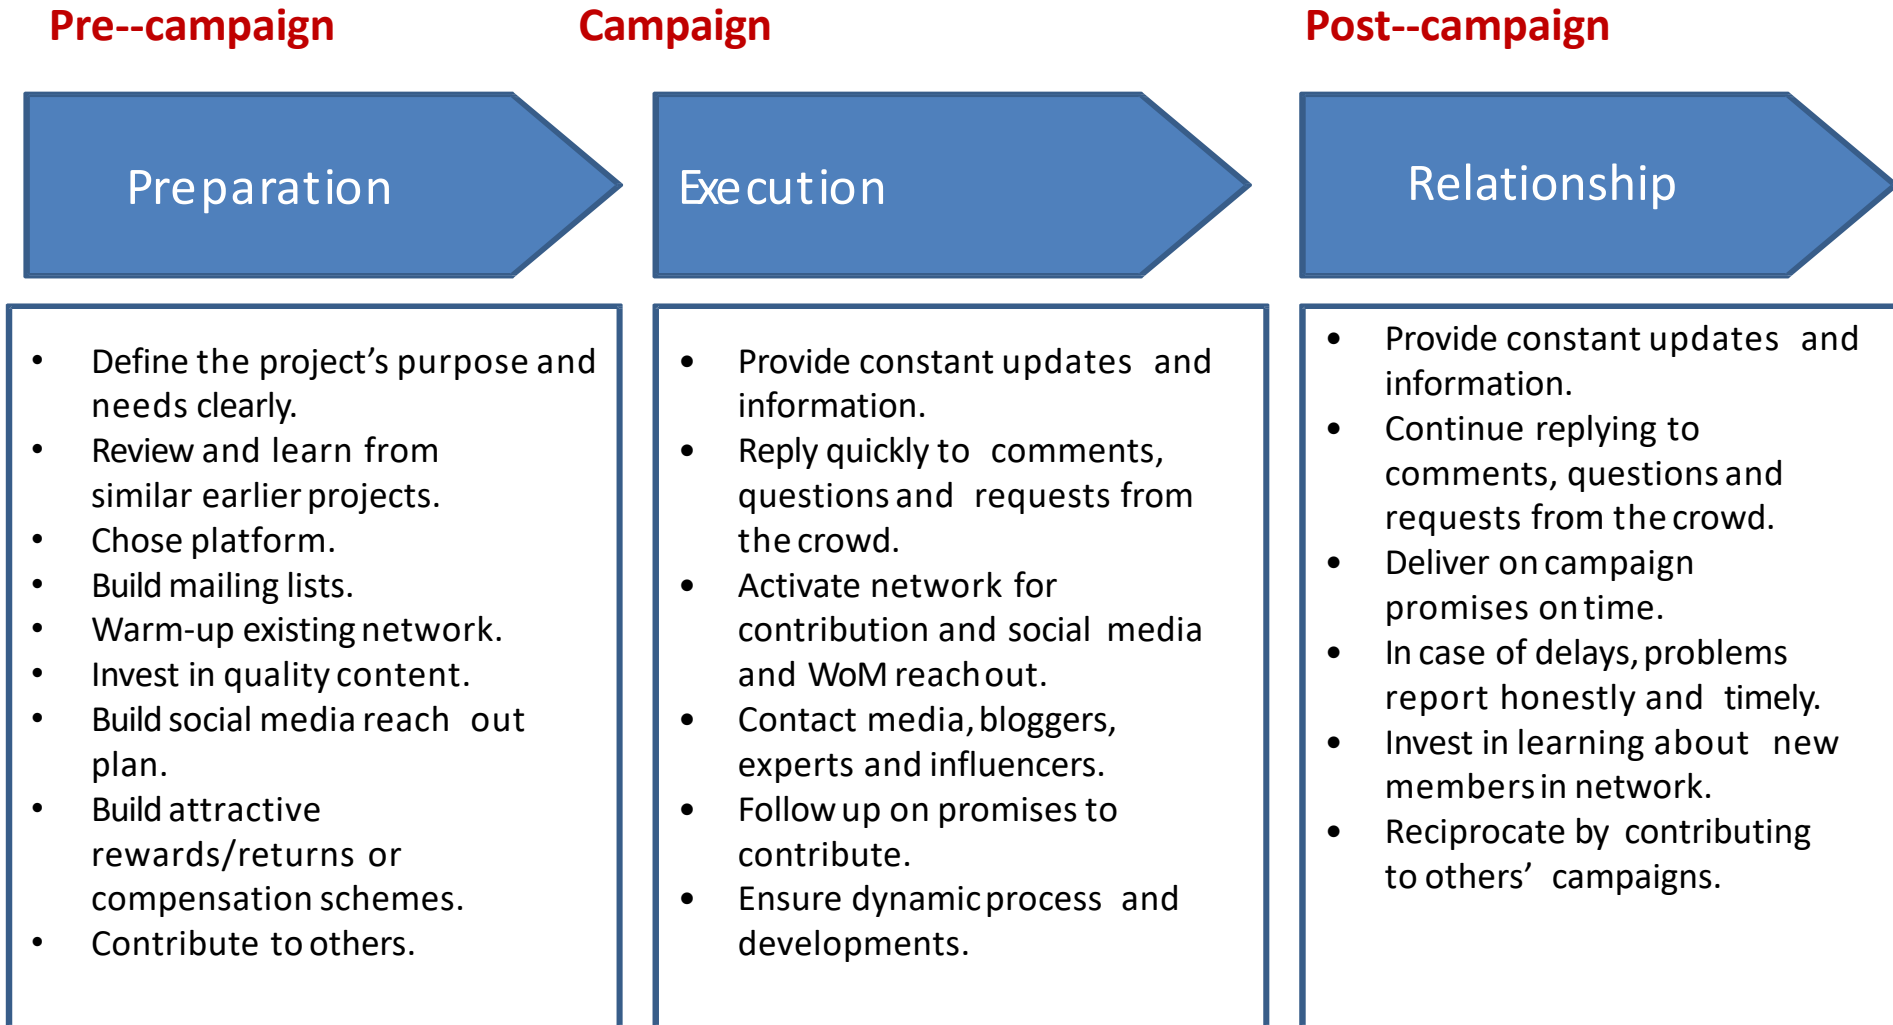 Pre--campaign
Campaign
Post--campaign
Preparation
Execution
Relationship
• Define the project’s purpose and
needs clearly.
• Review and learn from
similar earlier projects.
• Chose platform.
• Build mailing lists.
• Warm-up existing network.
• Invest in quality content.
• Build social media reach out
plan.
• Build attractive
rewards/returns or
compensation schemes.
• Contribute to others.
• Provide constant updates and
information.
• Reply quickly to comments,
questions and requests from
the crowd.
• Activate network for
contribution and social media
and WoM reachout.
• Contact media, bloggers,
experts and influencers.
• Follow up on promises to
contribute.
• Ensure dynamic process and
developments.
• Provide constant updates and
information.
• Continue replying to
comments, questions and
requests from the crowd.
• Deliver on campaign
promises on time.
• In case of delays, problems
report honestly and timely.
• Invest in learning about new
members in network.
• Reciprocate by contributing
to others’ campaigns.